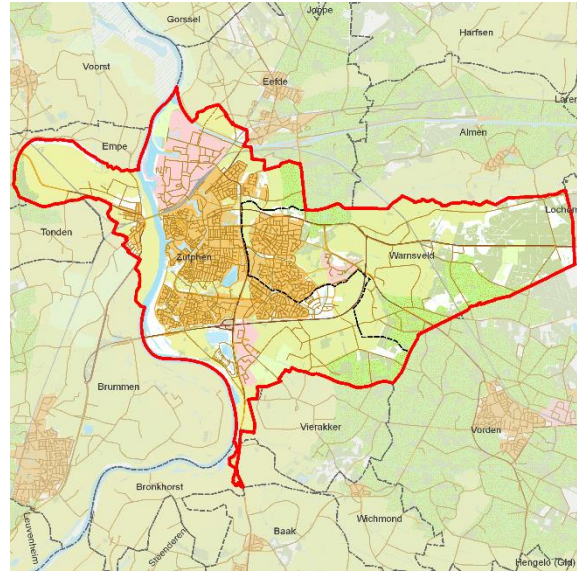 Gorssel
Joppe
Harfsen
Voorst
Eefde
Laren
Empe
Almen
Lochem
Tonden
Zutphen
Warnsveld
Brummen
Vierakker
Vorden
Bronkhorst
Wichmond
Leuvenheim
Steenderen
Baak
Hengelo (Gld)